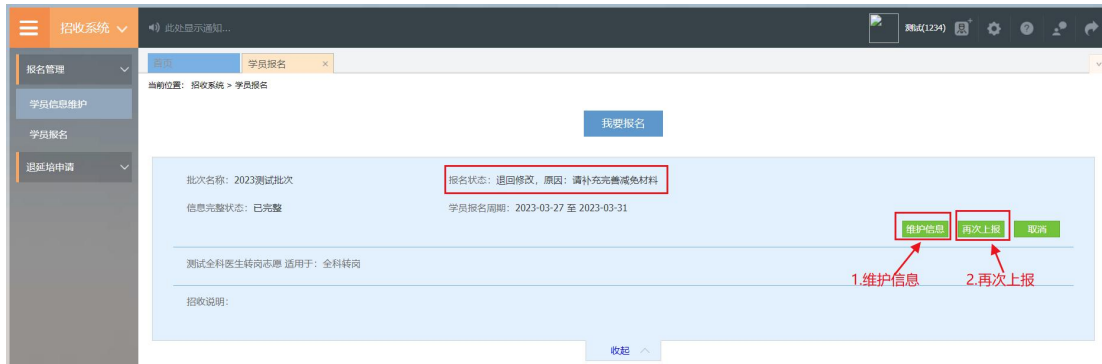 招收系统
此处显示通知...
测试(1234)
报名管理
学员信息维护
学员报名
退延培申请
首页
学员报名 ×
当前位置： 招收系统 > 学员报名
我要报名
批次名称：2023测试批次
报名状态：退回修改，原因：请补充完善减免材料
信息完整状态：已完整
学员报名周期：2023-03-27 至 2023-03-31
维护信息 再次上报 取消
测试全科医生转岗志愿 适用于：全科转岗
1.维护信息 2.再次上报
招收说明：
收起